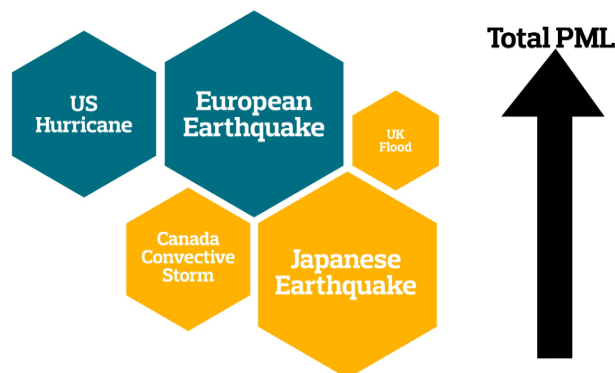 US
Hurricane
European
Earthquake
UK
Flood
Canada
Convective
Storm
Japanese
Earthquake
Total PML